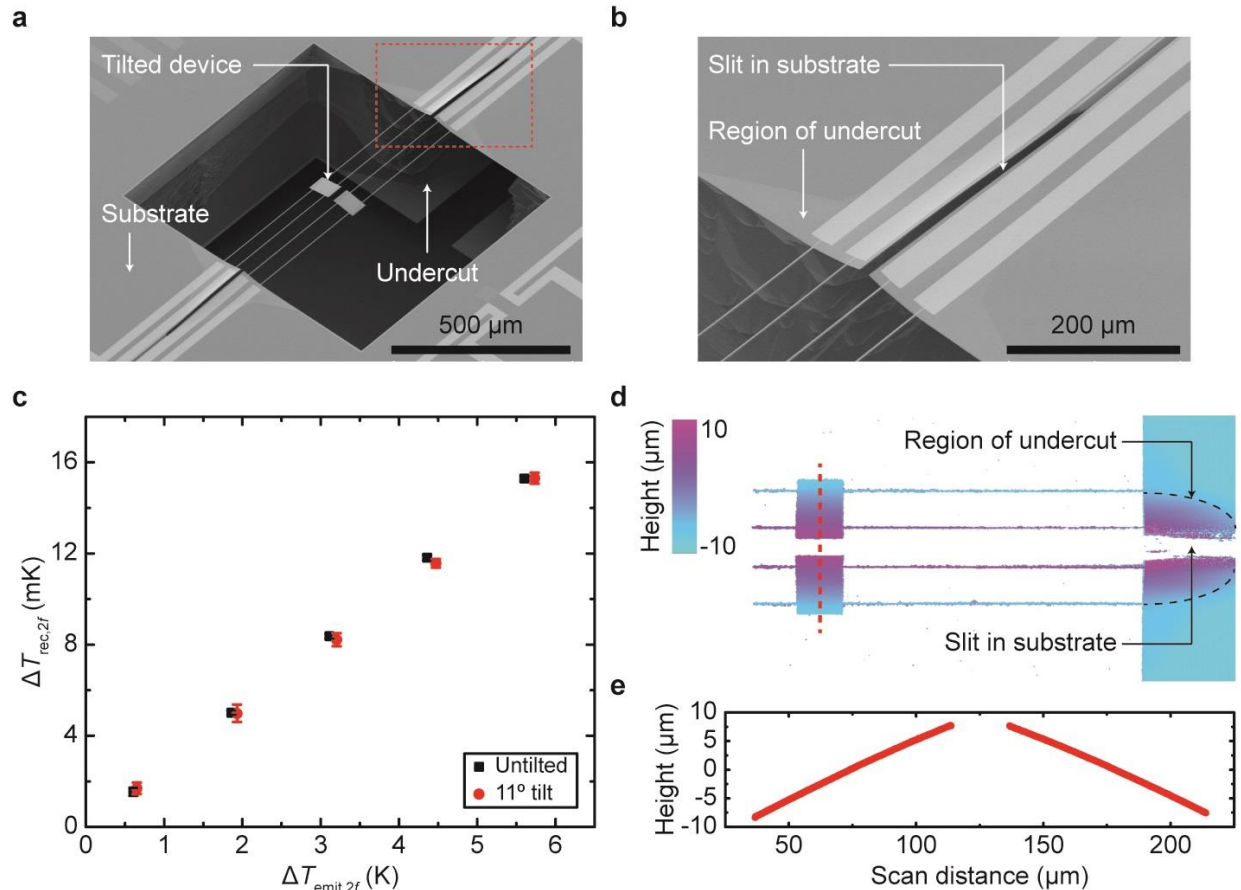 a
Tilted device
Substrate
Undercut
500 μm
b
Slit in substrate
Region of undercut
200 μm
c
16
12
8
4
0
0 1 2 3 4 5 6
ΔT_rec,2f (mK)
ΔT_emit,2f (K)
Untilted
11º tilt
d
10
-10
Height (μm)
Region of undercut
Slit in substrate
e
10
5
0
-5
-10
Height (μm)
50 100 150 200
Scan distance (μm)